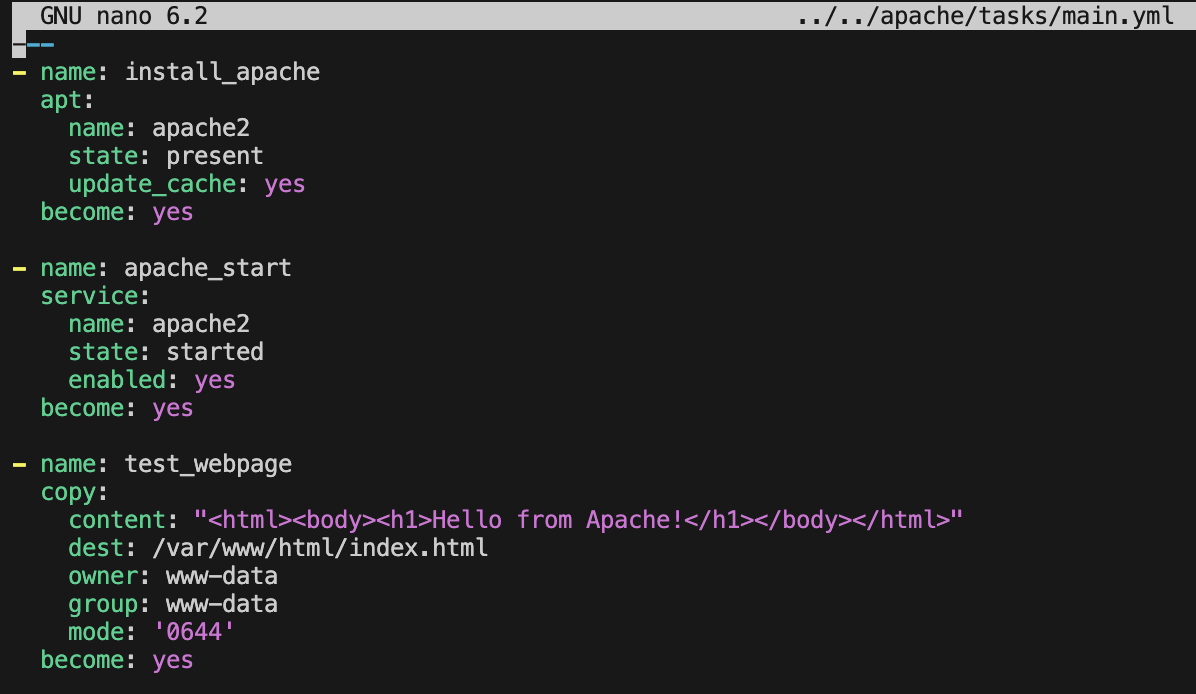 GNU nano 6.2 ../../apache/tasks/main.yml
---
- name: install_apache
  apt:
    name: apache2
    state: present
    update_cache: yes
  become: yes

- name: apache_start
  service:
    name: apache2
    state: started
    enabled: yes
  become: yes

- name: test_webpage
  copy:
    content: "<html><body><h1>Hello from Apache!</h1></body></html>"
    dest: /var/www/html/index.html
    owner: www-data
    group: www-data
    mode: '0644'
  become: yes